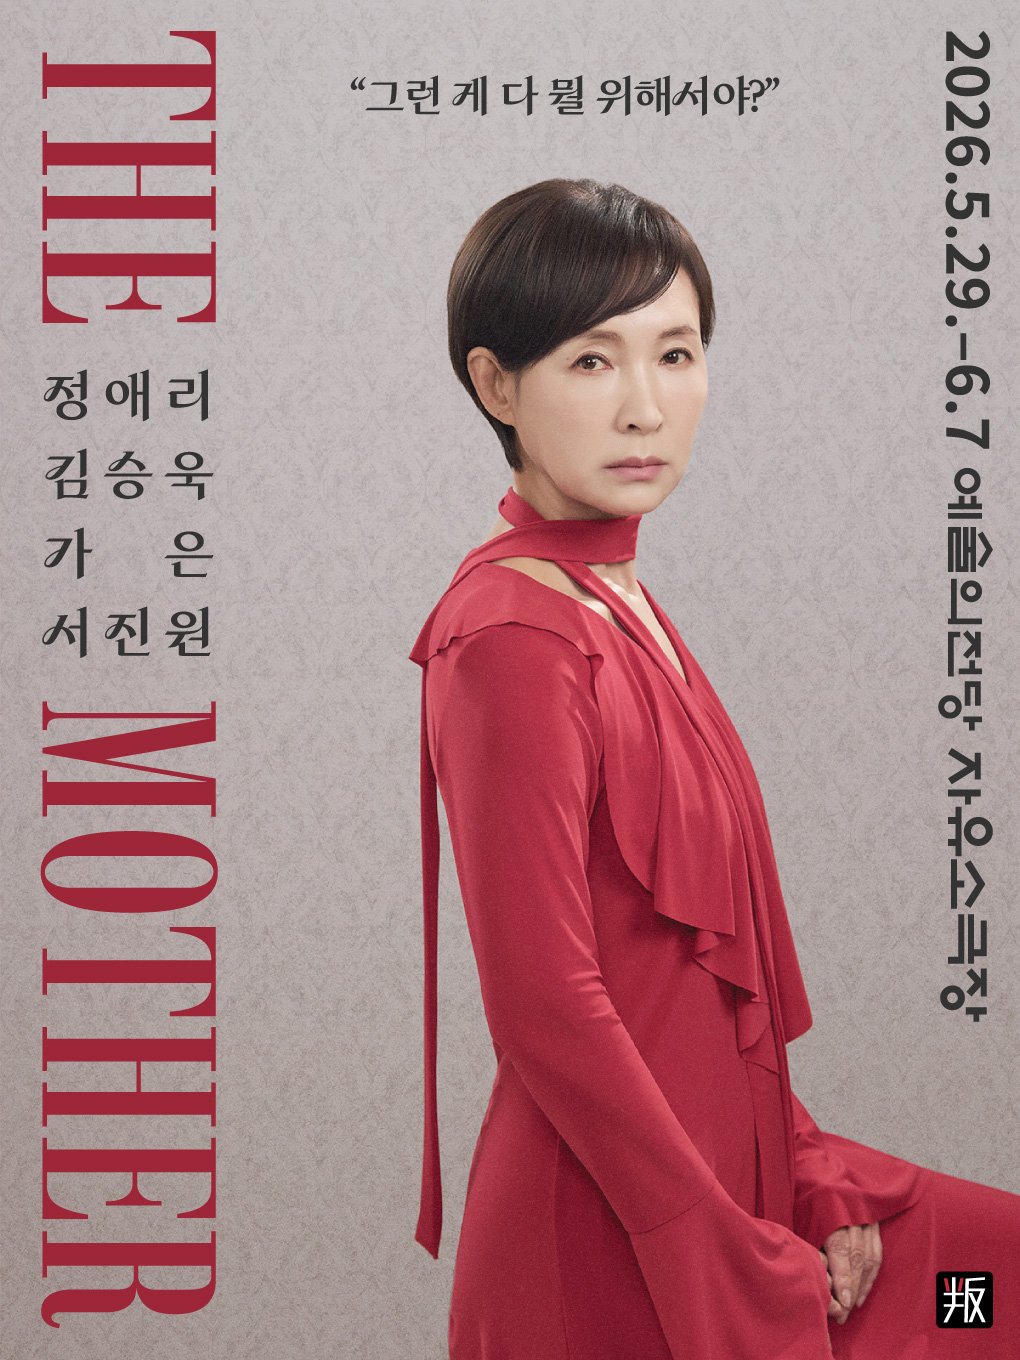 THE MOTHER
“그런 게 다 뭘 위해서야?”
정애리
김승욱
가 은
서진원
2026.5.29.-6.7 예술의전당 자유소극장
叛